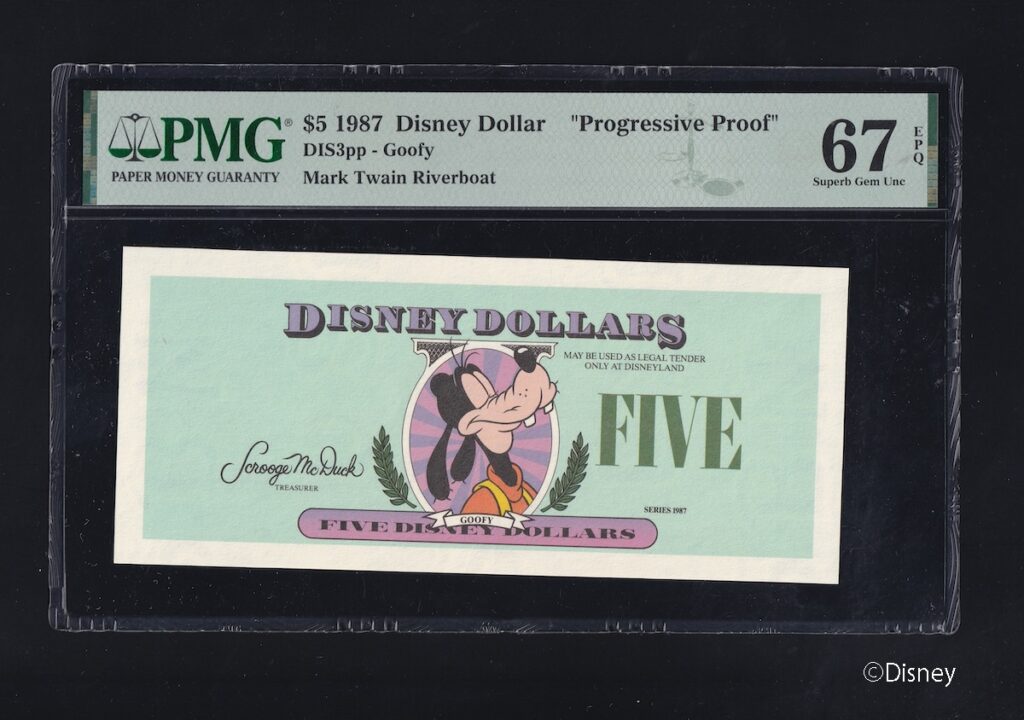 PMG®
PAPER MONEY GUARANTY
$5 1987 Disney Dollar "Progressive Proof"
DIS3pp - Goofy
Mark Twain Riverboat
67 EPQ
Superb Gem Unc
DISNEY DOLLARS
MAY BE USED AS LEGAL TENDER
ONLY AT DISNEYLAND
FIVE
Scrooge McDuck
TREASURER
SERIES 1987
GOOFY
FIVE DISNEY DOLLARS
©Disney